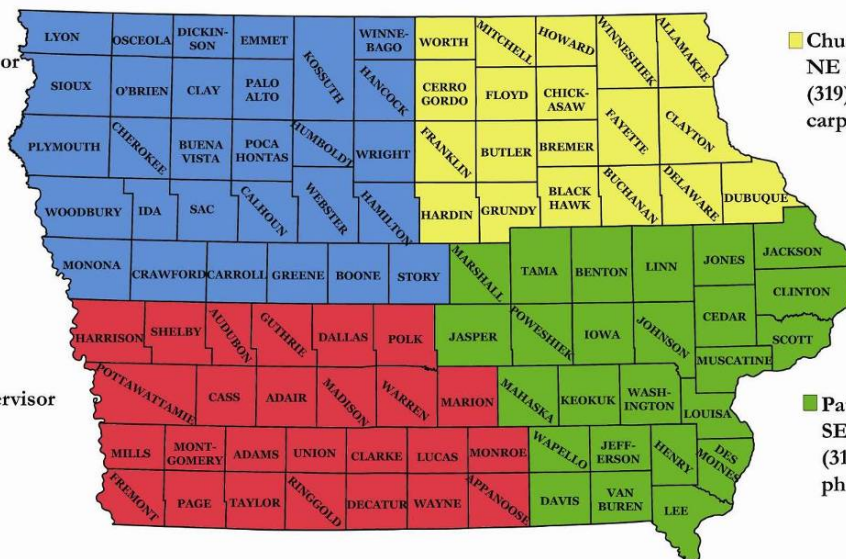 LYON
OSCEOLA
DICKIN-
SON
EMMET
KOSSUTH
WINNE-
BAGO
WORTH
MITCHELL
HOWARD
WINNESHIEK
ALLAMAKEE
SIOUX
O'BRIEN
CLAY
PALO
ALTO
HANCOCK
CERRO
GORDO
FLOYD
CHICK-
ASAW
PLYMOUTH
CHEROKEE
BUENA
VISTA
POCA
HONTAS
HUMBOLDT
WRIGHT
FRANKLIN
BUTLER
BREMER
FAYETTE
CLAYTON
WOODBURY
IDA
SAC
CALHOUN
WEBSTER
HAMILTON
HARDIN
GRUNDY
BLACK
HAWK
BUCHANAN
DELAWARE
DUBUQUE
MONONA
CRAWFORD
CARROLL
GREENE
BOONE
STORY
MARSHALL
TAMA
BENTON
LINN
JONES
JACKSON
CLINTON
HARRISON
SHELBY
AUDUBON
GUTHRIE
DALLAS
POLK
JASPER
POWESHIEK
IOWA
JOHNSON
CEDAR
SCOTT
MUSCATINE
POTTAWATTAMIE
CASS
ADAIR
MADISON
WARREN
MARION
MAHASKA
KEOKUK
WASH-
INGTON
LOUISA
MILLS
MONT-
GOMERY
ADAMS
UNION
CLARKE
LUCAS
MONROE
WAPELLO
JEFF-
ERSON
HENRY
DES
MOINES
FREMONT
PAGE
TAYLOR
RINGGOLD
DECATUR
WAYNE
APPANOOSE
DAVIS
VAN
BUREN
LEE
or
rvisor
Chu
NE
(319)
carp
Pat
SE
(31
ph